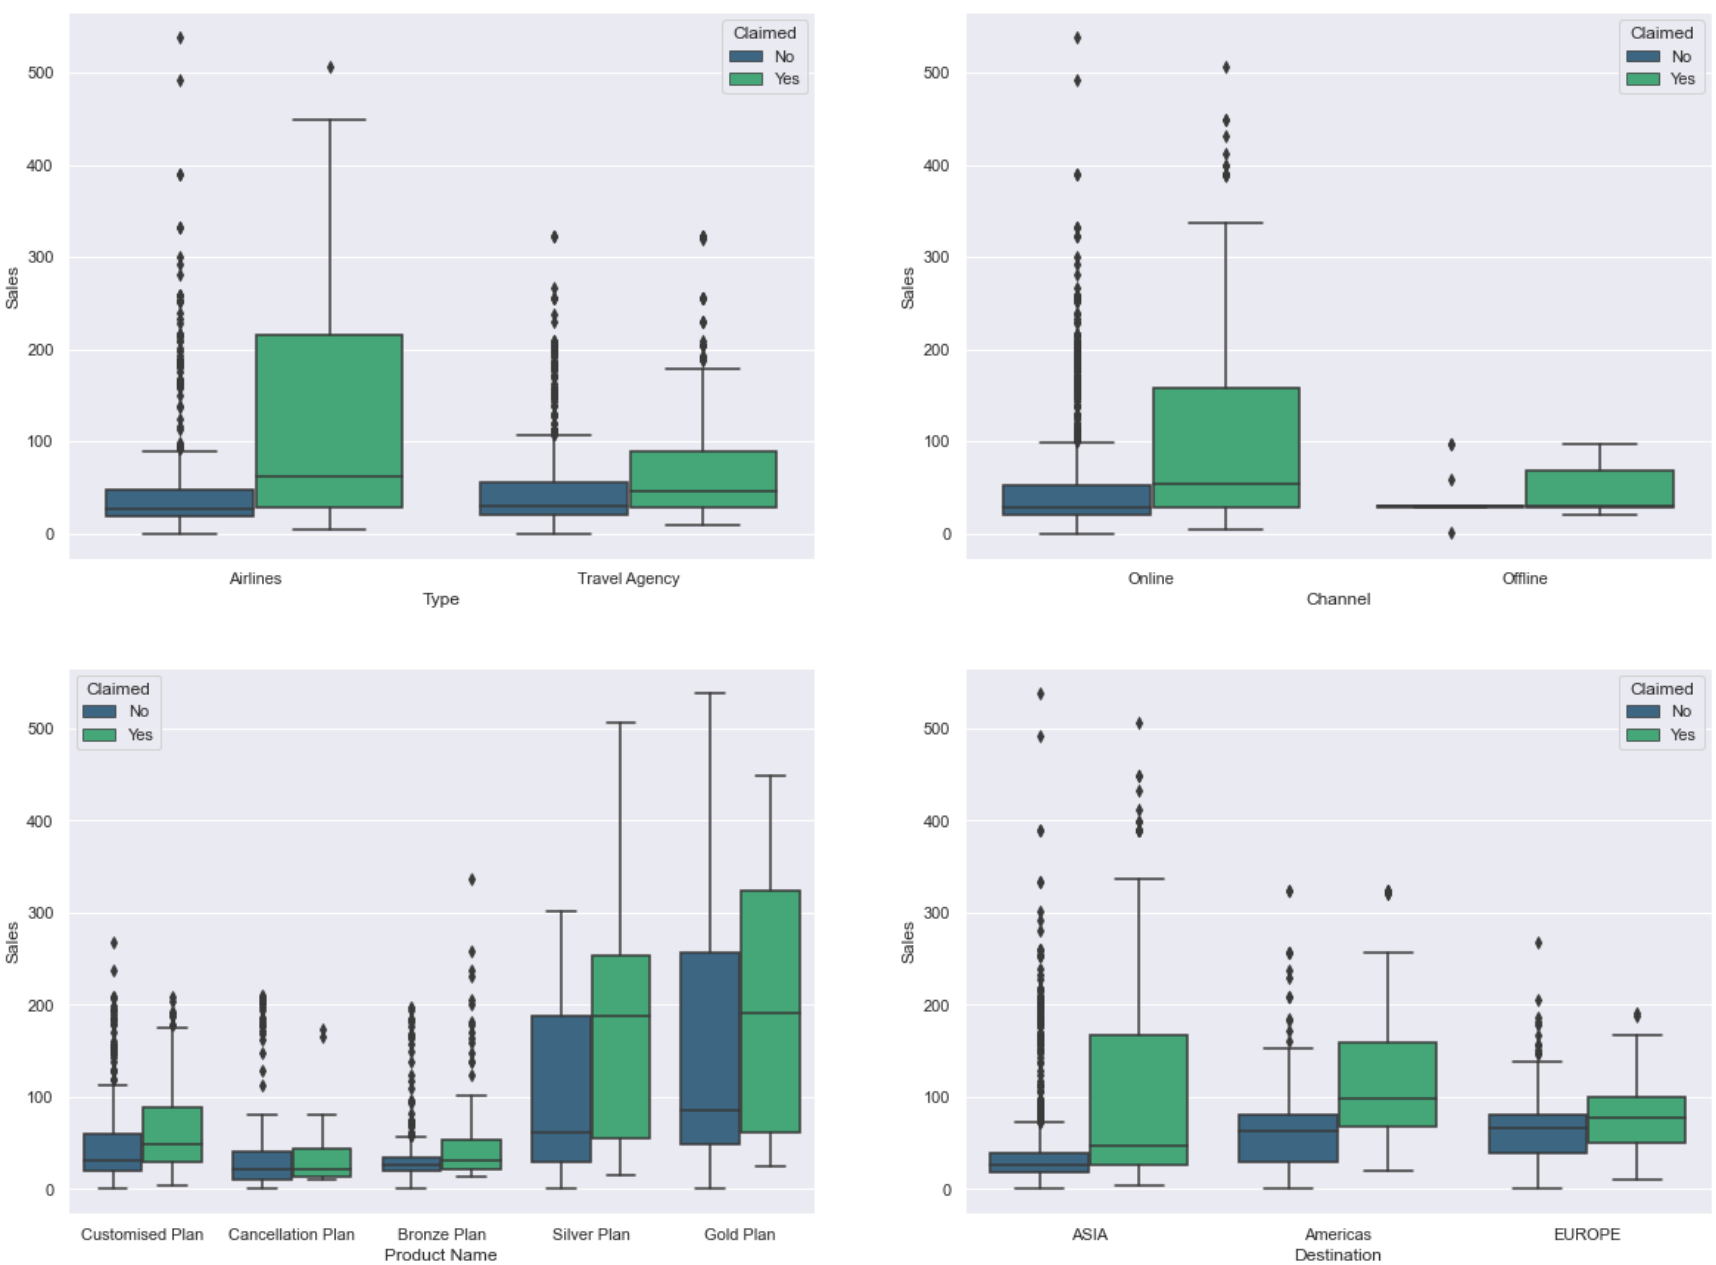 Claimed
No
Yes
500
400
300
200
100
0
Sales
Airlines
Travel Agency
Type
Claimed
No
Yes
500
400
300
200
100
0
Sales
Online
Offline
Channel
Claimed
No
Yes
500
400
300
200
100
0
Sales
Customised Plan
Cancellation Plan
Bronze Plan
Silver Plan
Gold Plan
Product Name
Claimed
No
Yes
500
400
300
200
100
0
Sales
ASIA
Americas
EUROPE
Destination